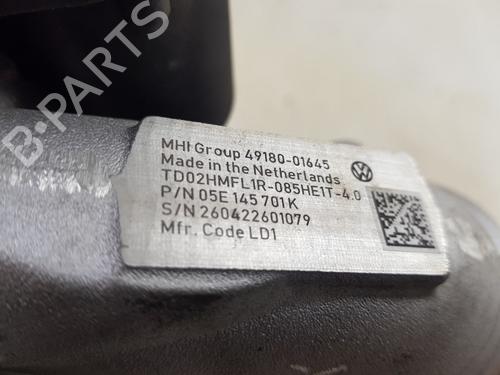 MHI Group 49180-01645
Made in the Netherlands
TD02HMFL1R-085HE1T-4.0
P/N 05E 145 701 K
S/N 260422601079
Mfr. Code LD1
B-PARTS